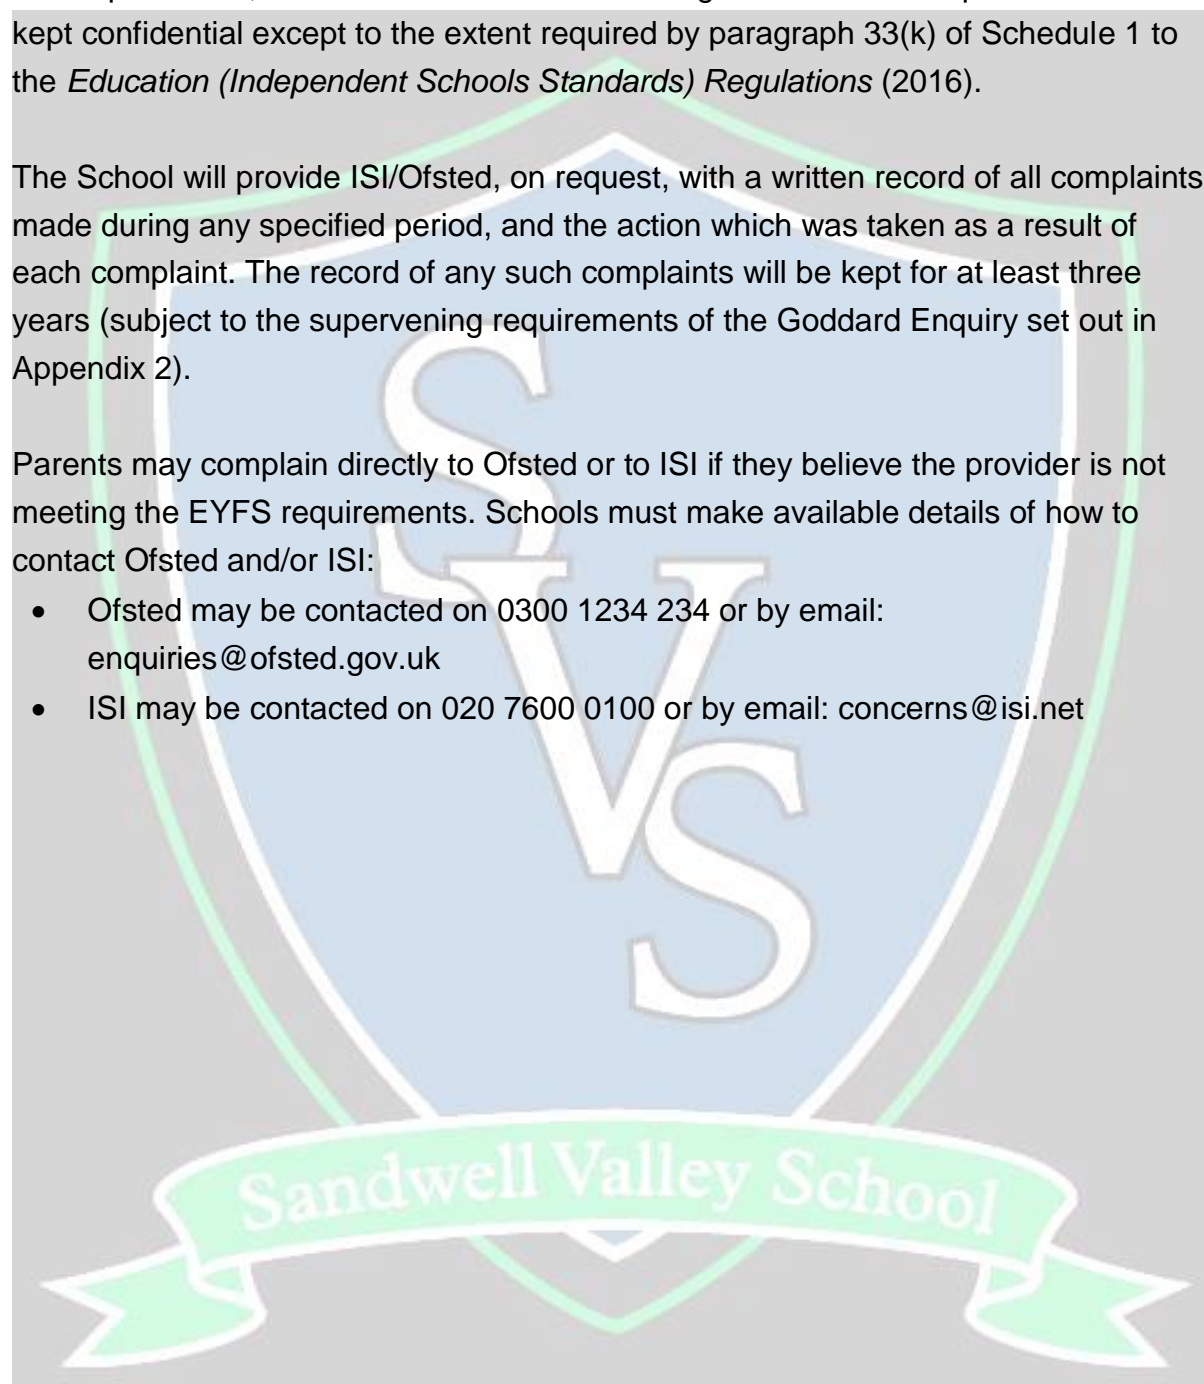 kept confidential except to the extent required by paragraph 33(k) of Schedule 1 to
the Education (Independent Schools Standards) Regulations (2016).
The School will provide ISI/Ofsted, on request, with a written record of all complaints
made during any specified period, and the action which was taken as a result of
each complaint. The record of any such complaints will be kept for at least three
years (subject to the supervening requirements of the Goddard Enquiry set out in
Appendix 2).
Parents may complain directly to Ofsted or to ISI if they believe the provider is not
meeting the EYFS requirements. Schools must make available details of how to
contact Ofsted and/or ISI:
• Ofsted may be contacted on 0300 1234 234 or by email:
enquiries@ofsted.gov.uk
• ISI may be contacted on 020 7600 0100 or by email: concerns@isi.net
SVS
Sandwell Valley School